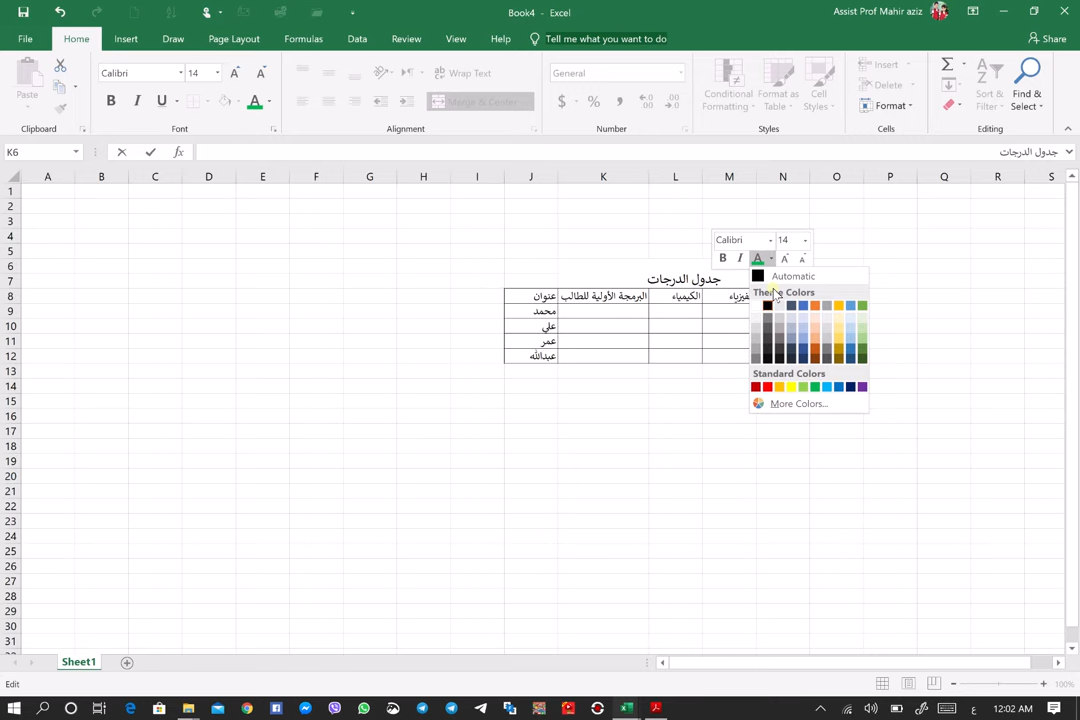 Book4 - Excel
Assist Prof Mahir aziz
File Home Insert Draw Page Layout Formulas Data Review View Help Tell me what you want to do Share
Calibri 14 Wrap Text General Insert
Paste Conditional Format as Cell Delete Sort & Find &
B I U A Merge & Center $ % Formatting Table Styles Format Filter Select
Clipboard Font Alignment Number Styles Cells Editing
K6 fx جدول الدرجات
A B C D E F G H I J K L M N O P Q R S
1
2
3
4
Calibri 14
5
B I A A A
6
Automatic
7 جدول الدرجات
Theme Colors
8 عنوان البرمجة الأولية للطالب الكيمياء
9 محمد
10 علي
11 عمر
12 عبدالله
13
Standard Colors
14
15
More Colors...
16
17
18
19
20
21
22
23
24
25
26
27
28
29
30
31
Sheet1
Edit 100%
ع 12:02 AM